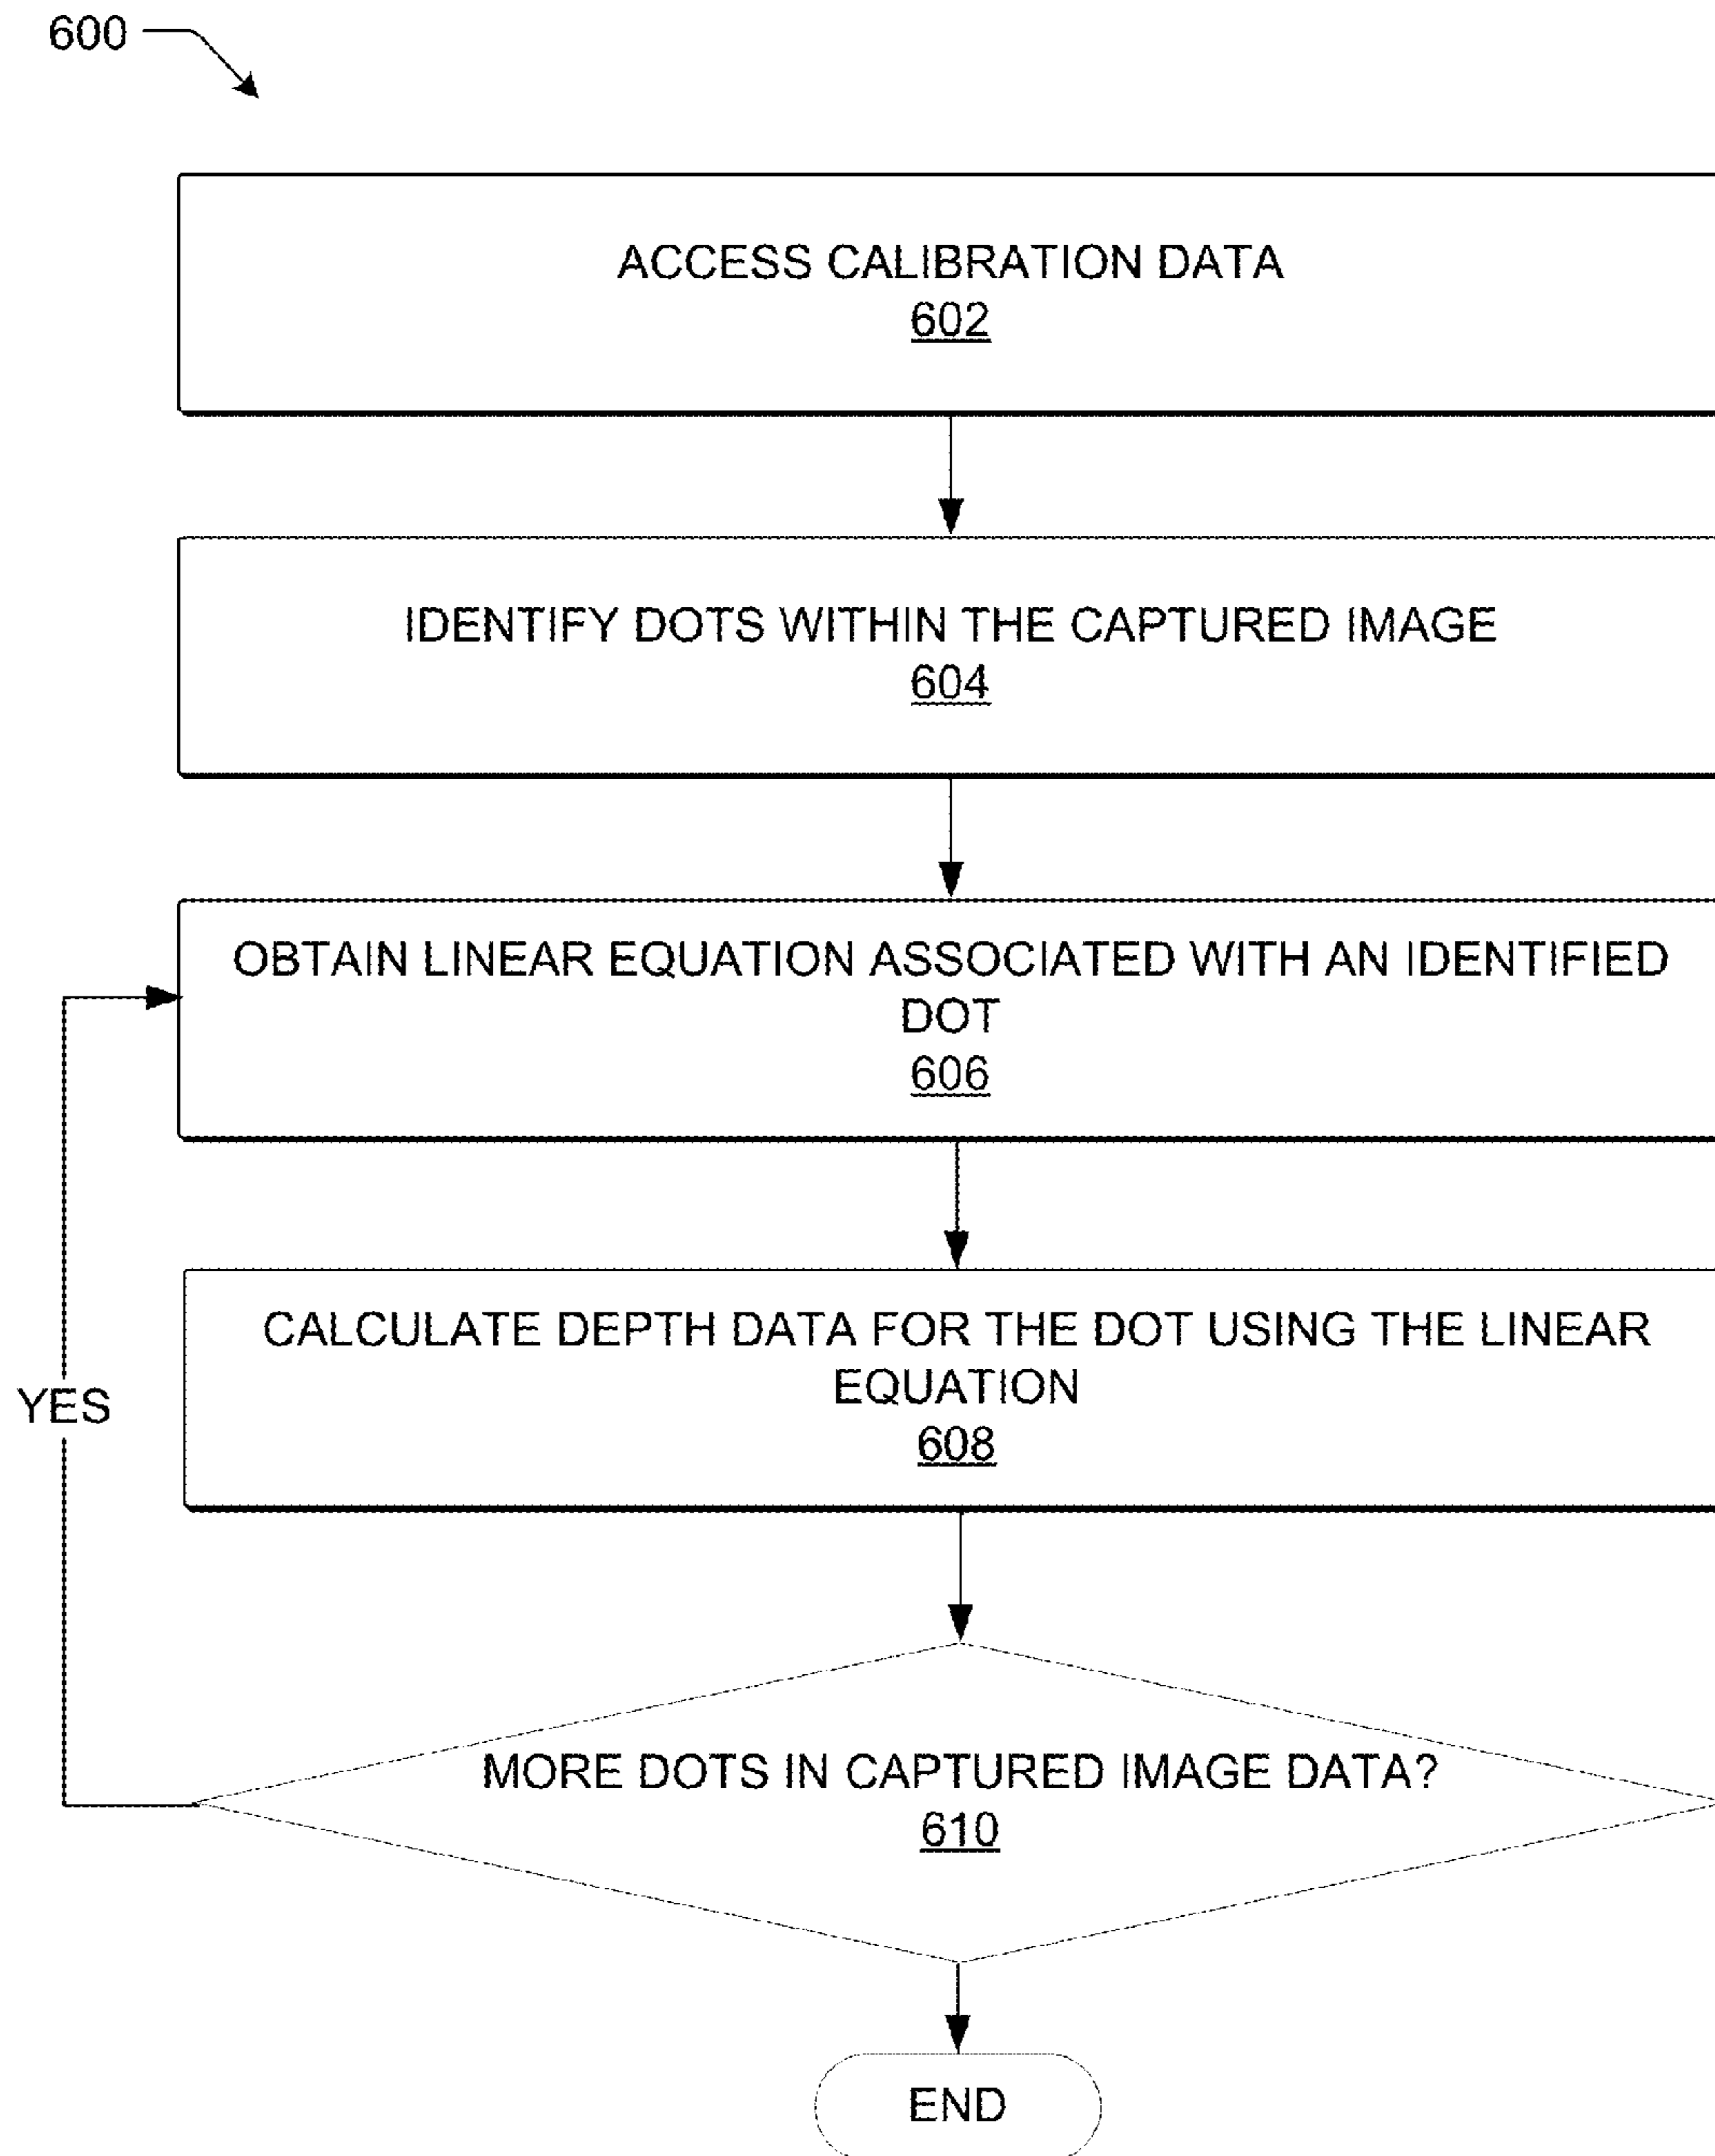 600
ACCESS CALIBRATION DATA
602
IDENTIFY DOTS WITHIN THE CAPTURED IMAGE
604
OBTAIN LINEAR EQUATION ASSOCIATED WITH AN IDENTIFIED
DOT
606
CALCULATE DEPTH DATA FOR THE DOT USING THE LINEAR
EQUATION
608
YES
MORE DOTS IN CAPTURED IMAGE DATA?
610
END